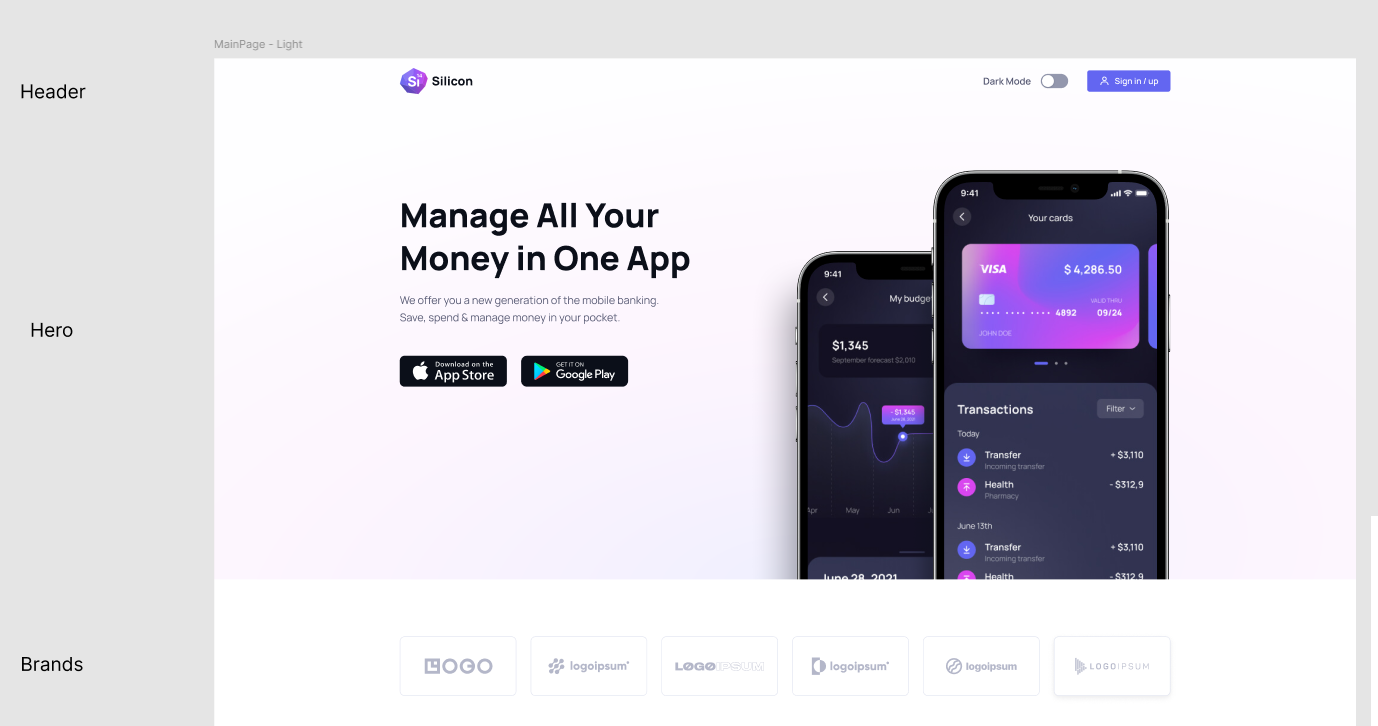 MainPage - Light
Header
Si 14
Silicon
Dark Mode
Sign in / up
Hero
Manage All Your
Money in One App
We offer you a new generation of the mobile banking.
Save, spend & manage money in your pocket.
Download on the
App Store
GET IT ON
Google Play
9:41
My budget
$1,345
September forecast $2,010
- $1,345
June 28, 2021
Apr
May
Jun
June 28, 2021
9:41
Your cards
VISA
$ 4,286.50
VALID THRU
•••• •••• •••• 4892
09/24
JOHN DOE
Transactions
Filter
Today
Transfer
+ $3,110
Incoming transfer
Health
- $312,9
Pharmacy
June 13th
Transfer
+ $3,110
Incoming transfer
Health
- $312,9
Brands
LOGO
logoipsum
LOGOIPSUM
logoipsum
logoipsum
LOGOIPSUM